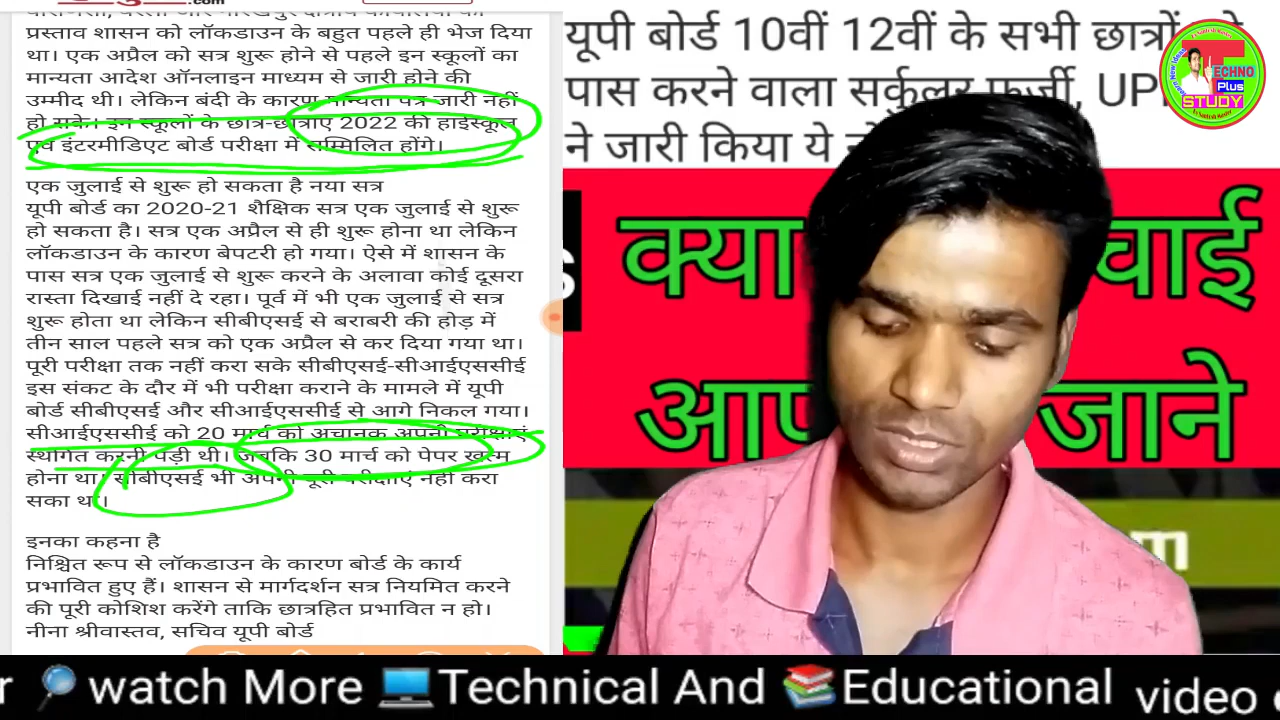 प्रस्ताव शासन को लॉकडाउन के बहुत पहले ही भेज दिया
था। एक अप्रैल को सत्र शुरू होने से पहले इन स्कूलों का
मान्यता आदेश ऑनलाइन माध्यम से जारी होने की
उम्मीद थी। लेकिन बंदी के कारण मान्यता पत्र जारी नहीं
हो सके। इन स्कूलों के छात्र-छात्राएं 2022 की हाईस्कूल
एवं इंटरमीडिएट बोर्ड परीक्षा में सम्मिलित होंगे।
एक जुलाई से शुरू हो सकता है नया सत्र
यूपी बोर्ड का 2020-21 शैक्षिक सत्र एक जुलाई से शुरू
हो सकता है। सत्र एक अप्रैल से ही शुरू होना था लेकिन
लॉकडाउन के कारण बेपटरी हो गया। ऐसे में शासन के
पास सत्र एक जुलाई से शुरू करने के अलावा कोई दूसरा
रास्ता दिखाई नहीं दे रहा। पूर्व में भी एक जुलाई से सत्र
शुरू होता था लेकिन सीबीएसई से बराबरी की होड़ में
तीन साल पहले सत्र को एक अप्रैल से कर दिया गया था।
पूरी परीक्षा तक नहीं करा सके सीबीएसई-सीआईएससीई
इस संकट के दौर में भी परीक्षा कराने के मामले में यूपी
बोर्ड सीबीएसई और सीआईएससीई से आगे निकल गया।
सीआईएससीई को 20 मार्च को अचानक अपनी परीक्षाएं
स्थगित करनी पड़ी थी। जबकि 30 मार्च को पेपर खत्म
होना था। सीबीएसई भी अपनी पूरी परीक्षाएं नहीं करा
सका था।
इनका कहना है
निश्चित रूप से लॉकडाउन के कारण बोर्ड के कार्य
प्रभावित हुए हैं। शासन से मार्गदर्शन सत्र नियमित करने
की पूरी कोशिश करेंगे ताकि छात्रहित प्रभावित न हो।
नीना श्रीवास्तव, सचिव यूपी बोर्ड
यूपी बोर्ड 10वीं 12वीं के सभी छात्रों
पास करने वाला सर्कुलर फर्जी,
ने जारी किया ये
TECHNO
Plus
STUDY
क्या
आप जाने
watch More 💻Technical And 📚Educational video